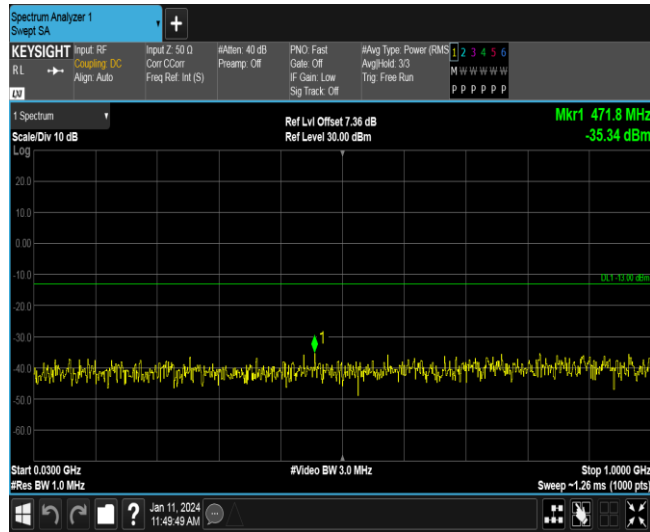 Spectrum Analyzer 1
Swept SA
+
KEYSIGHT Input: RF Input Z: 50 Ω #Atten: 40 dB PNO: Fast #Avg Type: Power (RMS 1 2 3 4 5 6
RL Coupling: DC Corr CCorr Preamp: Off Gate: Off Avg|Hold: 3/3 M W W W W W
Align: Auto Freq Ref: Int (S) IF Gain: Low Trig: Free Run
LXI Sig Track: Off P P P P P P
1 Spectrum Ref Lvl Offset 7.36 dB Mkr1 471.8 MHz
Scale/Div 10 dB Ref Level 30.00 dBm -35.34 dBm
Log
20.0
10.0
0.00
-10.0 DL1 -13.00 dBm
-20.0
-30.0 1
-40.0
-50.0
-60.0
Start 0.0300 GHz #Video BW 3.0 MHz Stop 1.0000 GHz
#Res BW 1.0 MHz Sweep ~1.26 ms (1000 pts)
? Jan 11, 2024
11:49:49 AM